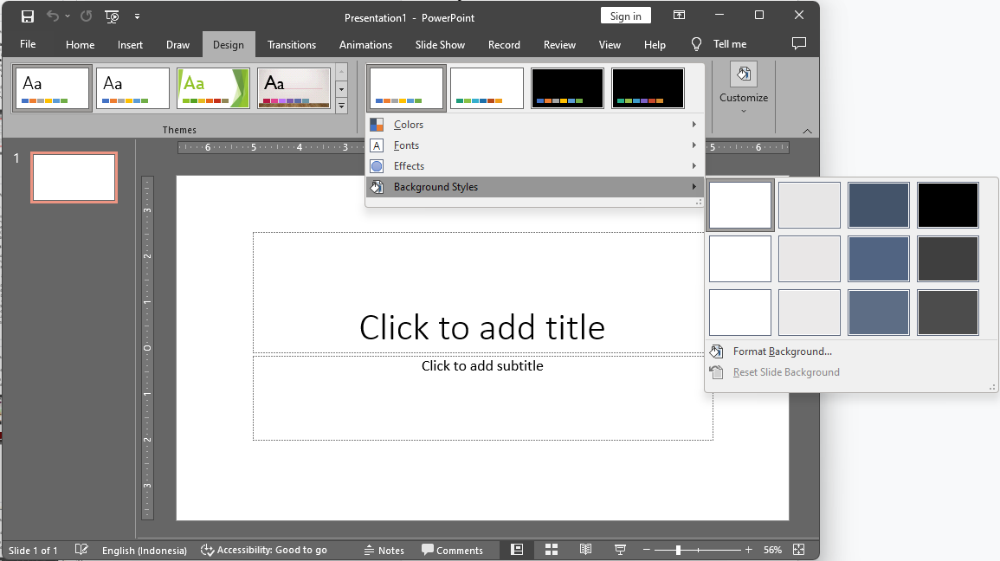 Presentation1 - PowerPoint
Sign in
File Home Insert Draw Design Transitions Animations Slide Show Record Review View Help Tell me
Aa Aa Aa Aa
Customize
Themes
Colors
Fonts
Effects
Background Styles
6 5 4 3 5 6
1
3
2
1
0
1
2
3
Click to add title
Click to add subtitle
Format Background...
Reset Slide Background
Slide 1 of 1 English (Indonesia) Accessibility: Good to go Notes Comments 56%